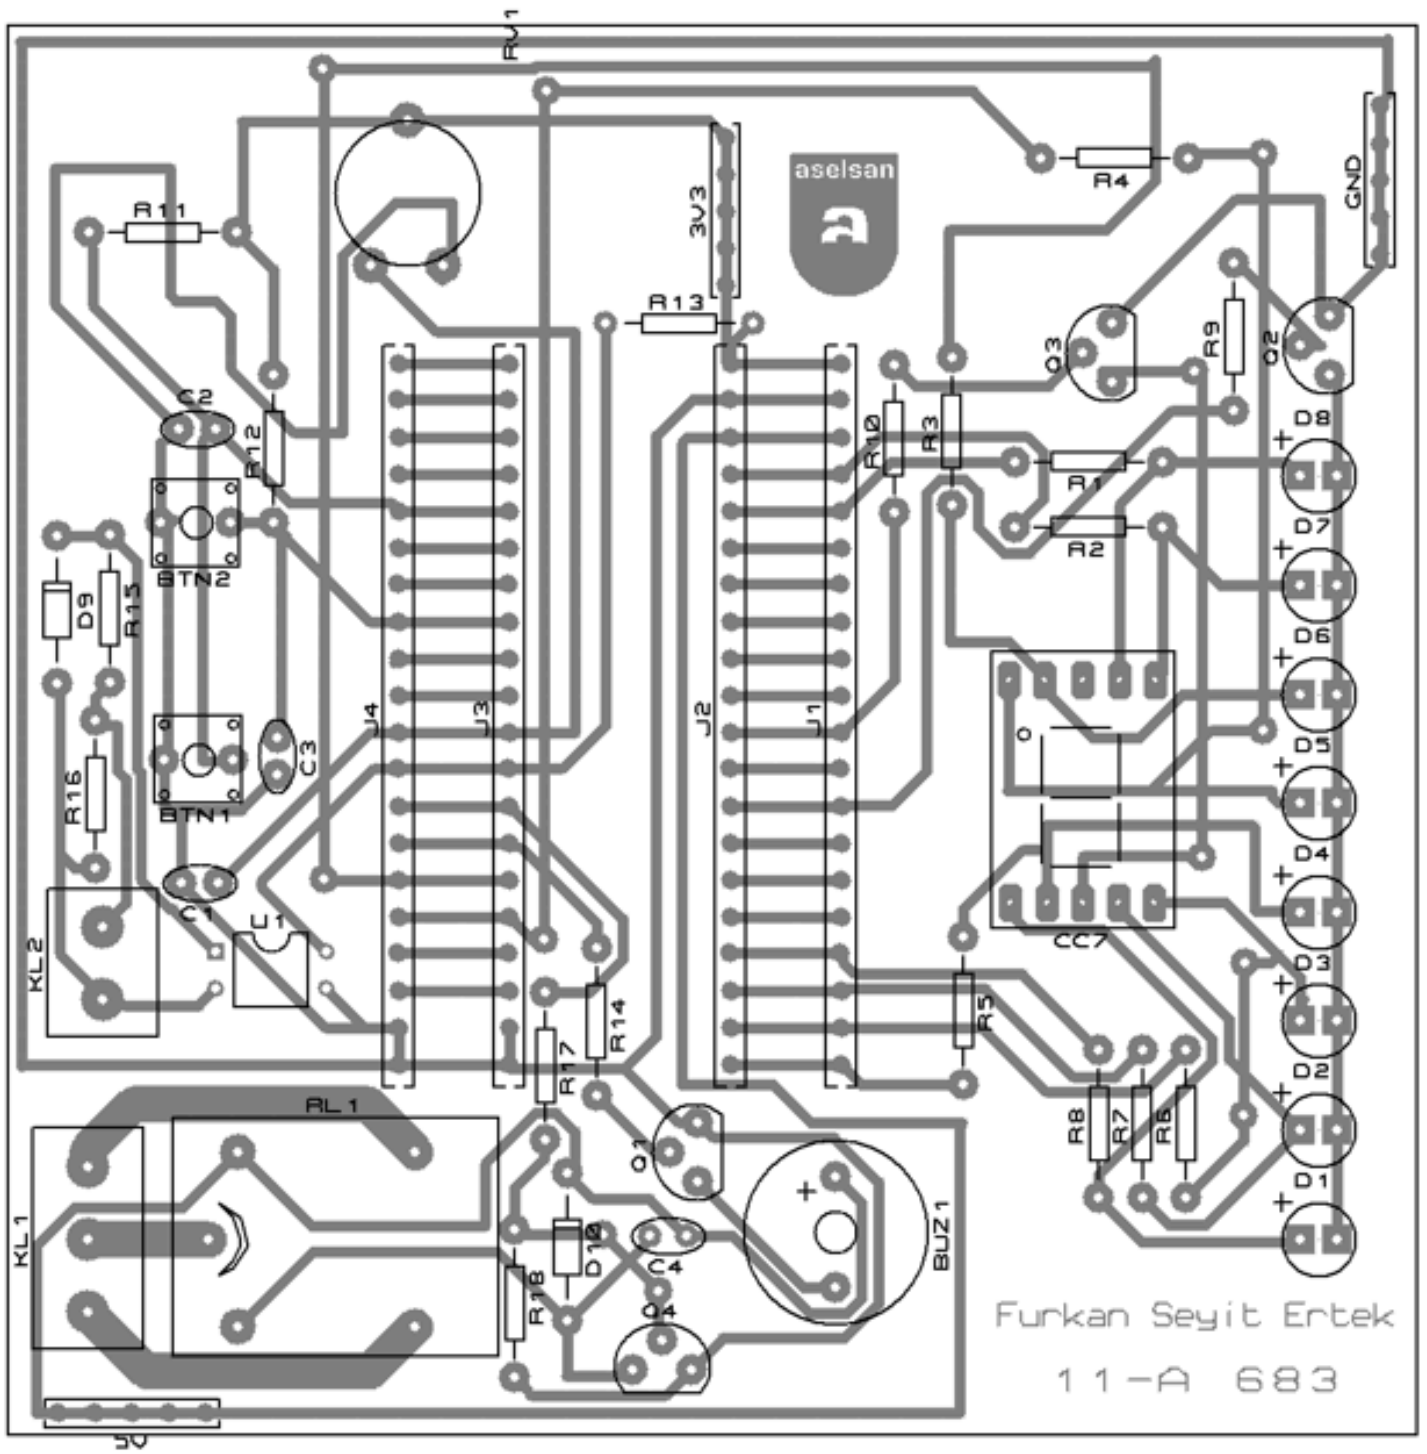 RV1
aselsan
a
R4
GND
3V3
R11
R13
Q3
R9
Q2
C2
R12
R10
R3
D8
+
R1
D7
+
R2
BTN2
D9
R15
D6
+
J4
J3
J2
J1
D5
+
C3
R16
BTN1
D4
+
C1
U1
CC7
KL2
D3
+
R5
R14
R17
D2
+
RL1
R8
R7
R6
Q1
D1
+
+
KL1
BUZ1
D10
C4
R18
Q4
Furkan Seyit Ertek
11-A 683
5V